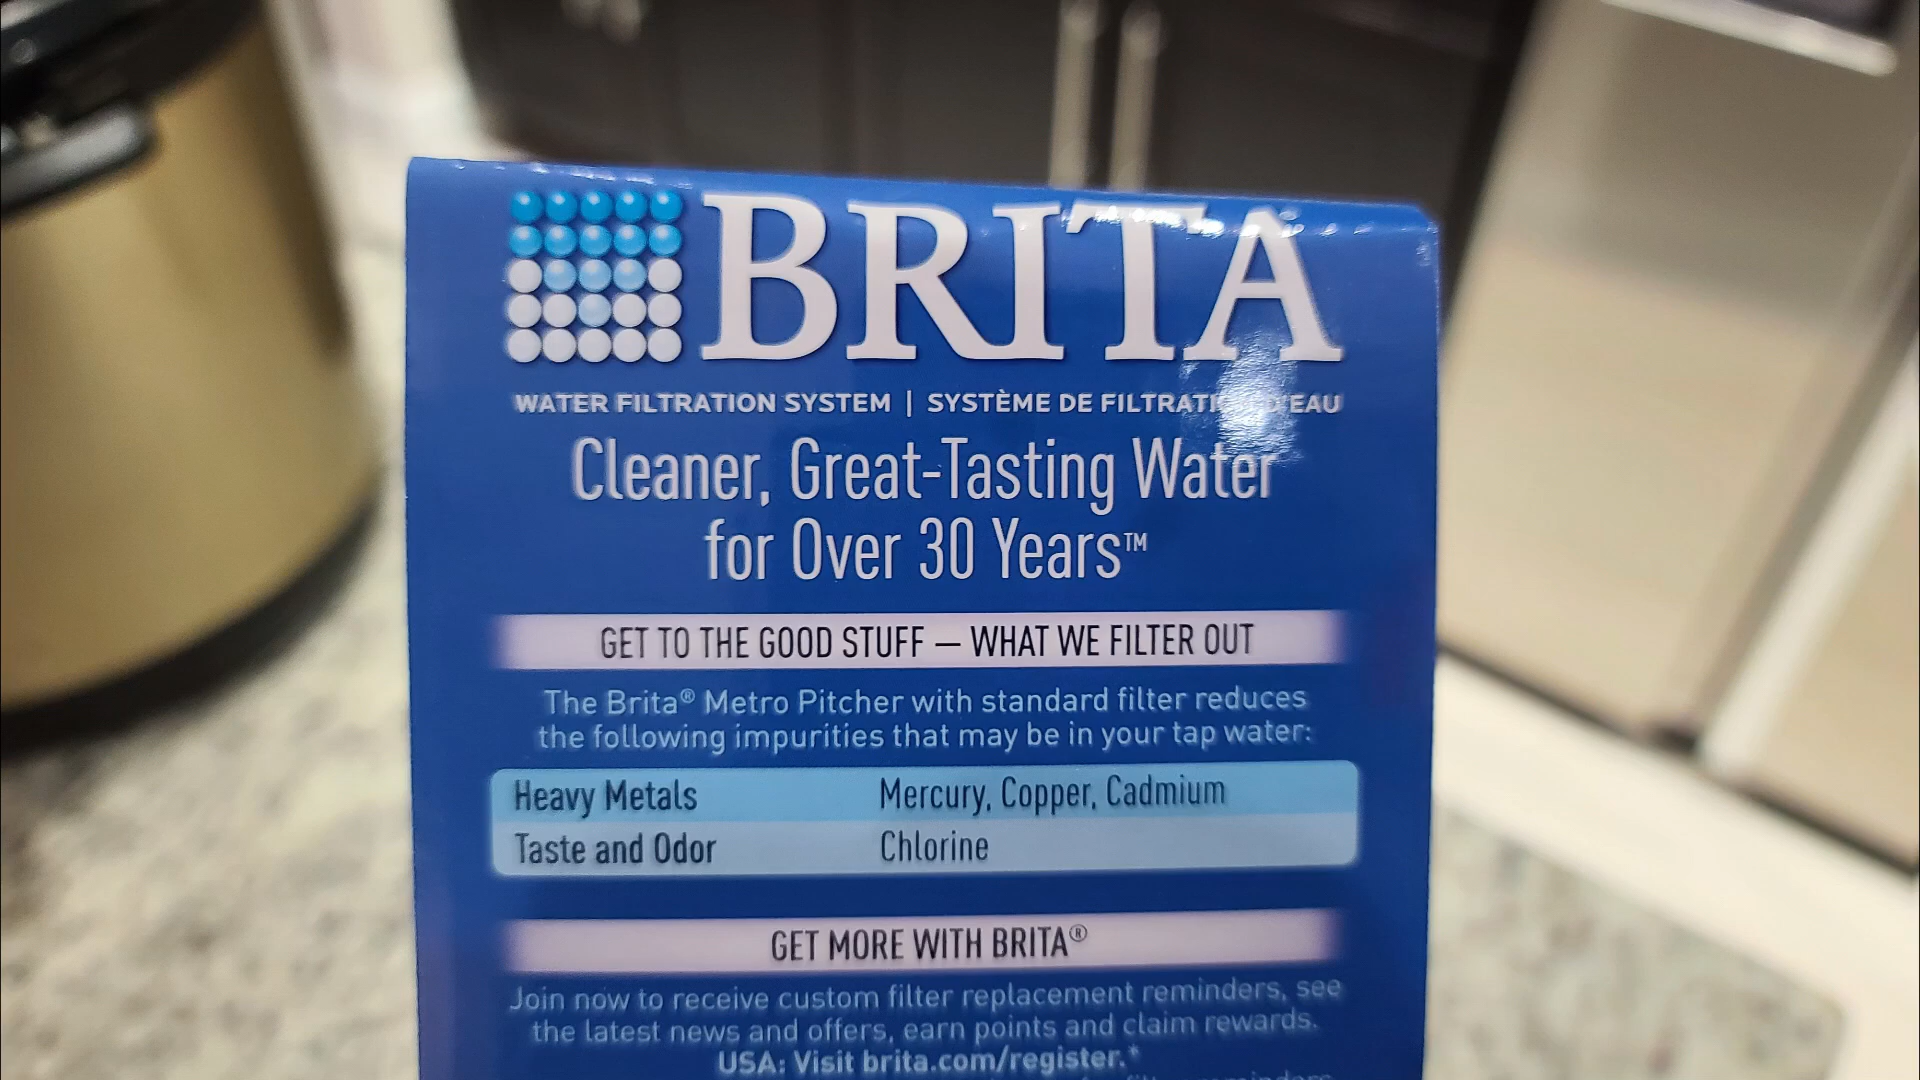 BRITA
WATER FILTRATION SYSTEM | SYSTÈME DE FILTRATION D'EAU
Cleaner, Great-Tasting Water
for Over 30 Years™
GET TO THE GOOD STUFF — WHAT WE FILTER OUT
The Brita® Metro Pitcher with standard filter reduces
the following impurities that may be in your tap water:
Heavy Metals Mercury, Copper, Cadmium
Taste and Odor Chlorine
GET MORE WITH BRITA®
Join now to receive custom filter replacement reminders, see
the latest news and offers, earn points and claim rewards.
USA: Visit brita.com/register.*